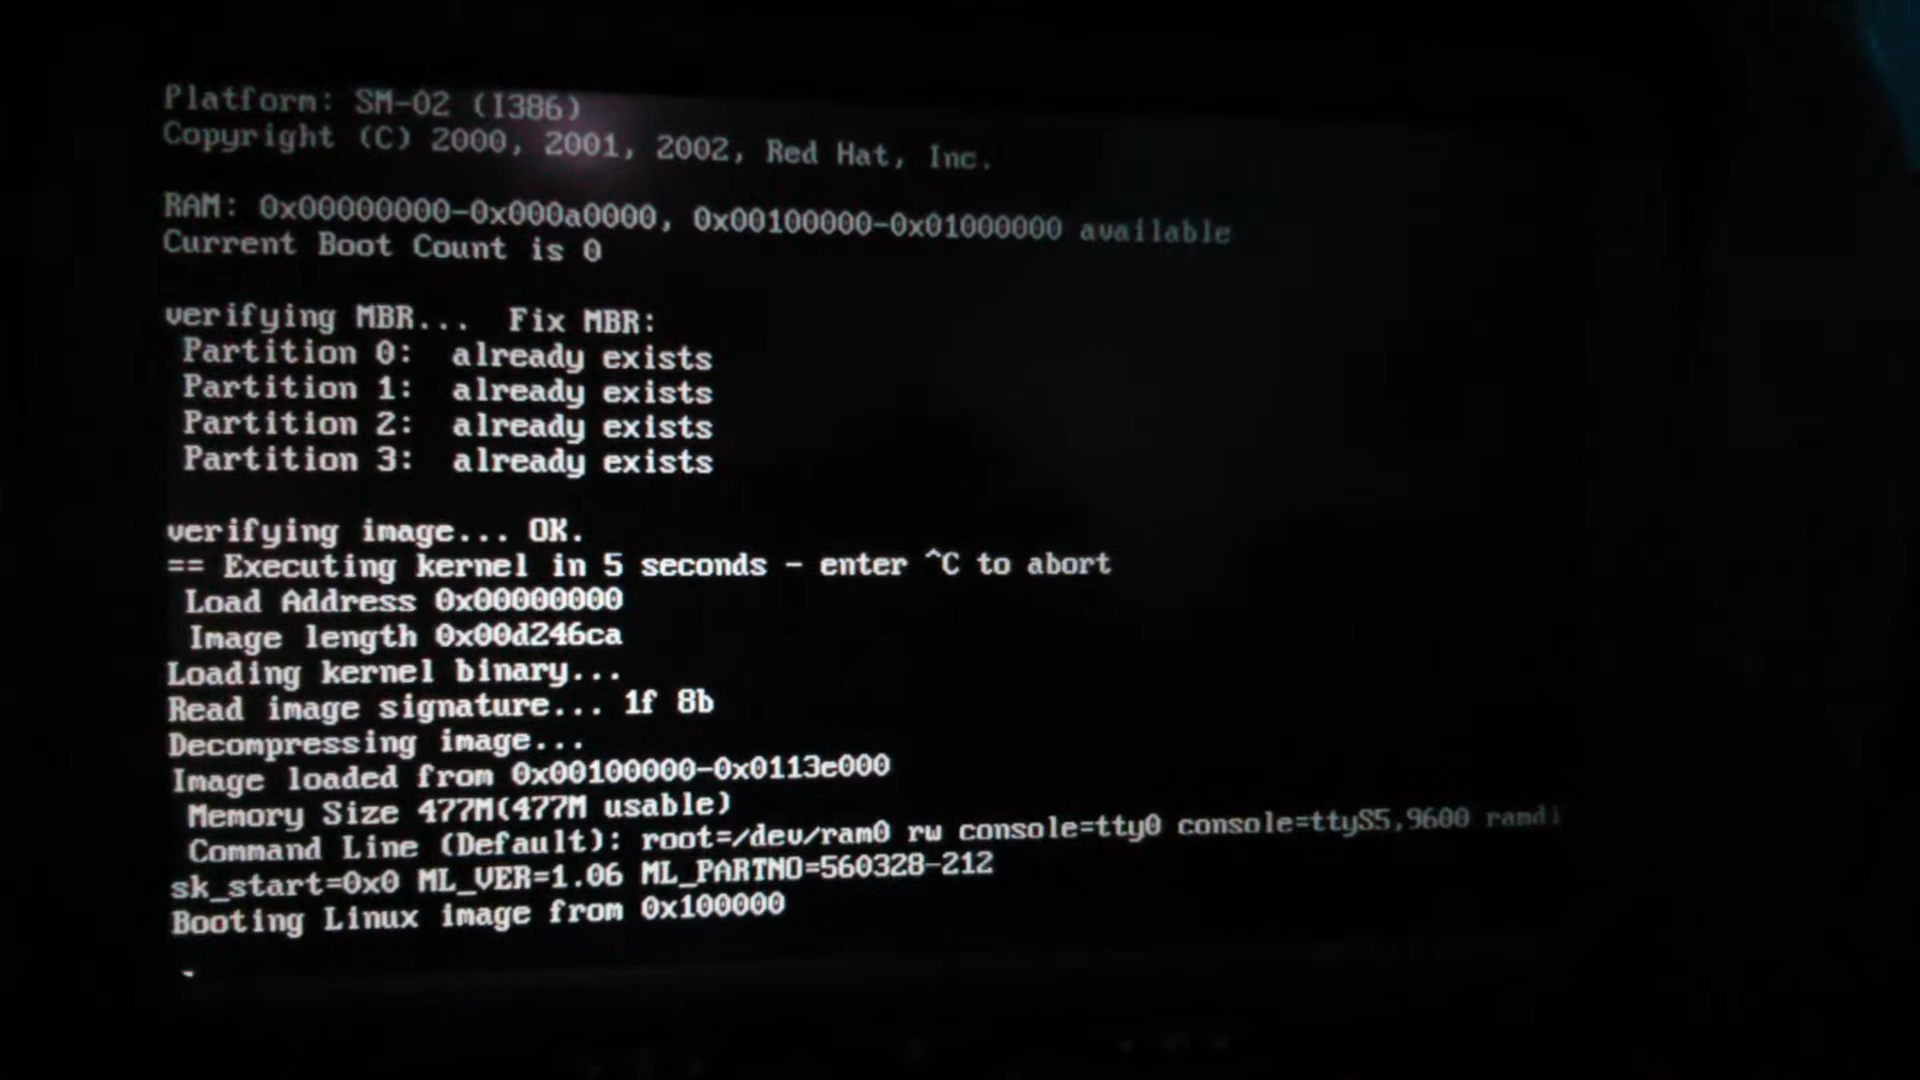 Platform: SM-02 (I386)
Copyright (C) 2000, 2001, 2002, Red Hat, Inc.
RAM: 0x00000000-0x000a0000, 0x00100000-0x01000000 available
Current Boot Count is 0
verifying MBR...  Fix MBR:
Partition 0:  already exists
Partition 1:  already exists
Partition 2:  already exists
Partition 3:  already exists
verifying image... OK.
== Executing kernel in 5 seconds - enter ^C to abort
Load Address 0x00000000
Image length 0x00d246ca
Loading kernel binary...
Read image signature... 1f 8b
Decompressing image...
Image loaded from 0x00100000-0x0113e000
Memory Size 477M(477M usable)
Command Line (Default): root=/dev/ram0 rw console=tty0 console=ttyS5,9600 ramdi
sk_start=0x0 ML_VER=1.06 ML_PARTNO=560328-212
Booting Linux image from 0x100000